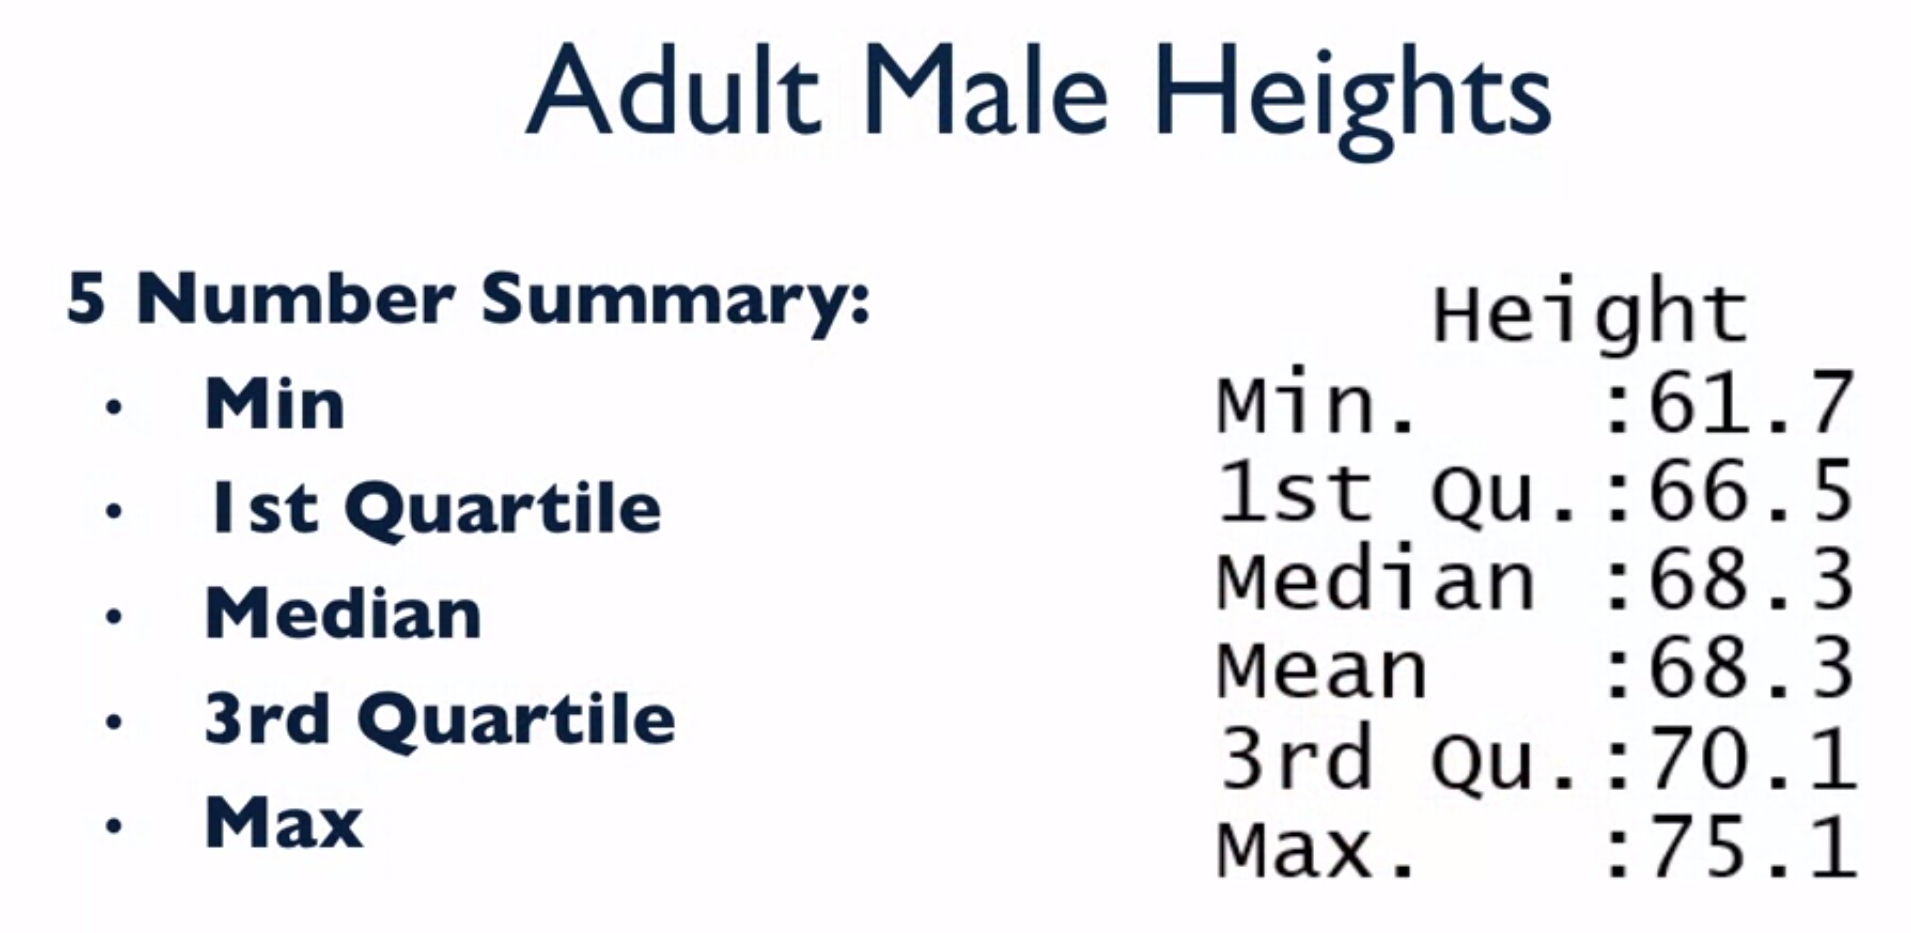 Adult Male Heights
5 Number Summary:
• Min
• 1st Quartile
• Median
• 3rd Quartile
• Max
Height
Min.   :61.7
1st Qu.:66.5
Median :68.3
Mean   :68.3
3rd Qu.:70.1
Max.   :75.1